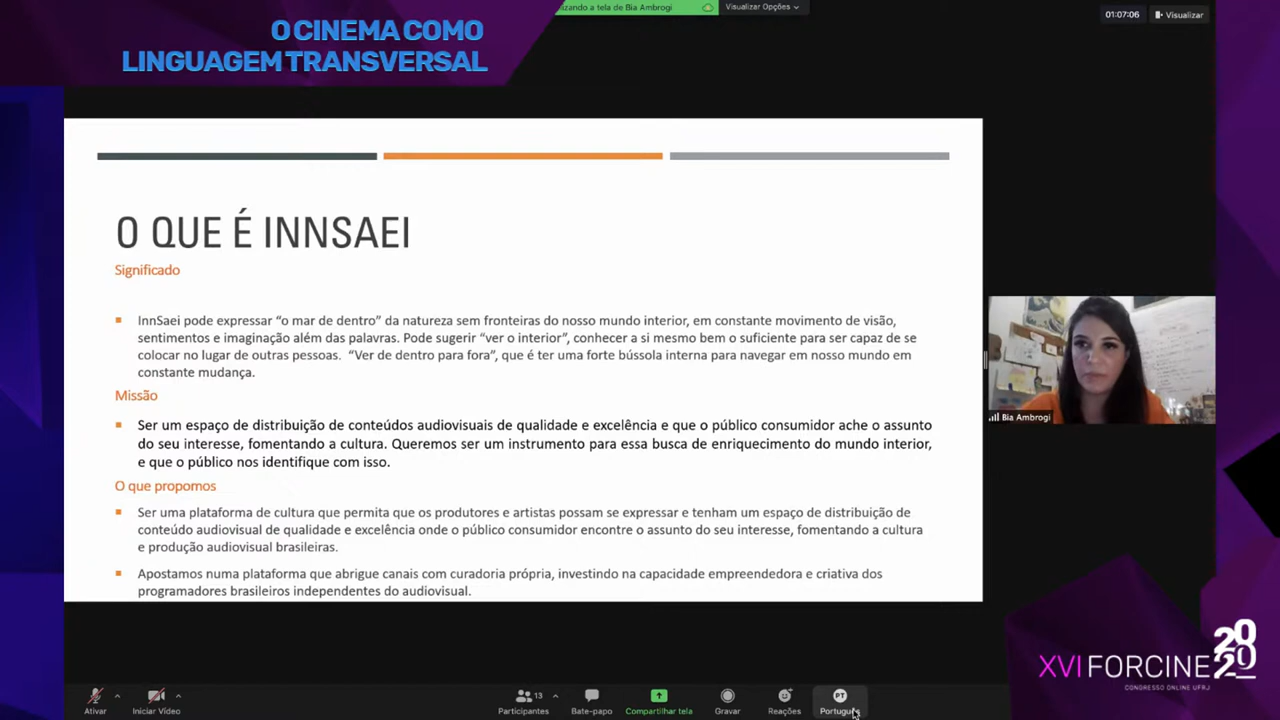 O CINEMA COMO
LINGUAGEM TRANSVERSAL
izando a tela de Bia Ambrogi
Visualizar Opções
01:07:06
Visualizar
O QUE É INNSAEI
Significado
InnSaei pode expressar “o mar de dentro” da natureza sem fronteiras do nosso mundo interior, em constante movimento de visão,
sentimentos e imaginação além das palavras. Pode sugerir “ver o interior”, conhecer a si mesmo bem o suficiente para ser capaz de se
colocar no lugar de outras pessoas. “Ver de dentro para fora”, que é ter uma forte bússola interna para navegar em nosso mundo em
constante mudança.
Missão
Ser um espaço de distribuição de conteúdos audiovisuais de qualidade e excelência e que o público consumidor ache o assunto
do seu interesse, fomentando a cultura. Queremos ser um instrumento para essa busca de enriquecimento do mundo interior,
e que o público nos identifique com isso.
O que propomos
Ser uma plataforma de cultura que permita que os produtores e artistas possam se expressar e tenham um espaço de distribuição de
conteúdo audiovisual de qualidade e excelência onde o público consumidor encontre o assunto do seu interesse, fomentando a cultura
e produção audiovisual brasileiras.
Apostamos numa plataforma que abrigue canais com curadoria própria, investindo na capacidade empreendedora e criativa dos
programadores brasileiros independentes do audiovisual.
Bia Ambrogi
XVI FORCINE 2020
CONGRESSO ONLINE UFRJ
Ativar
Iniciar Vídeo
13
Participantes
Bate-papo
Compartilhar tela
Gravar
Reações
PT
Português